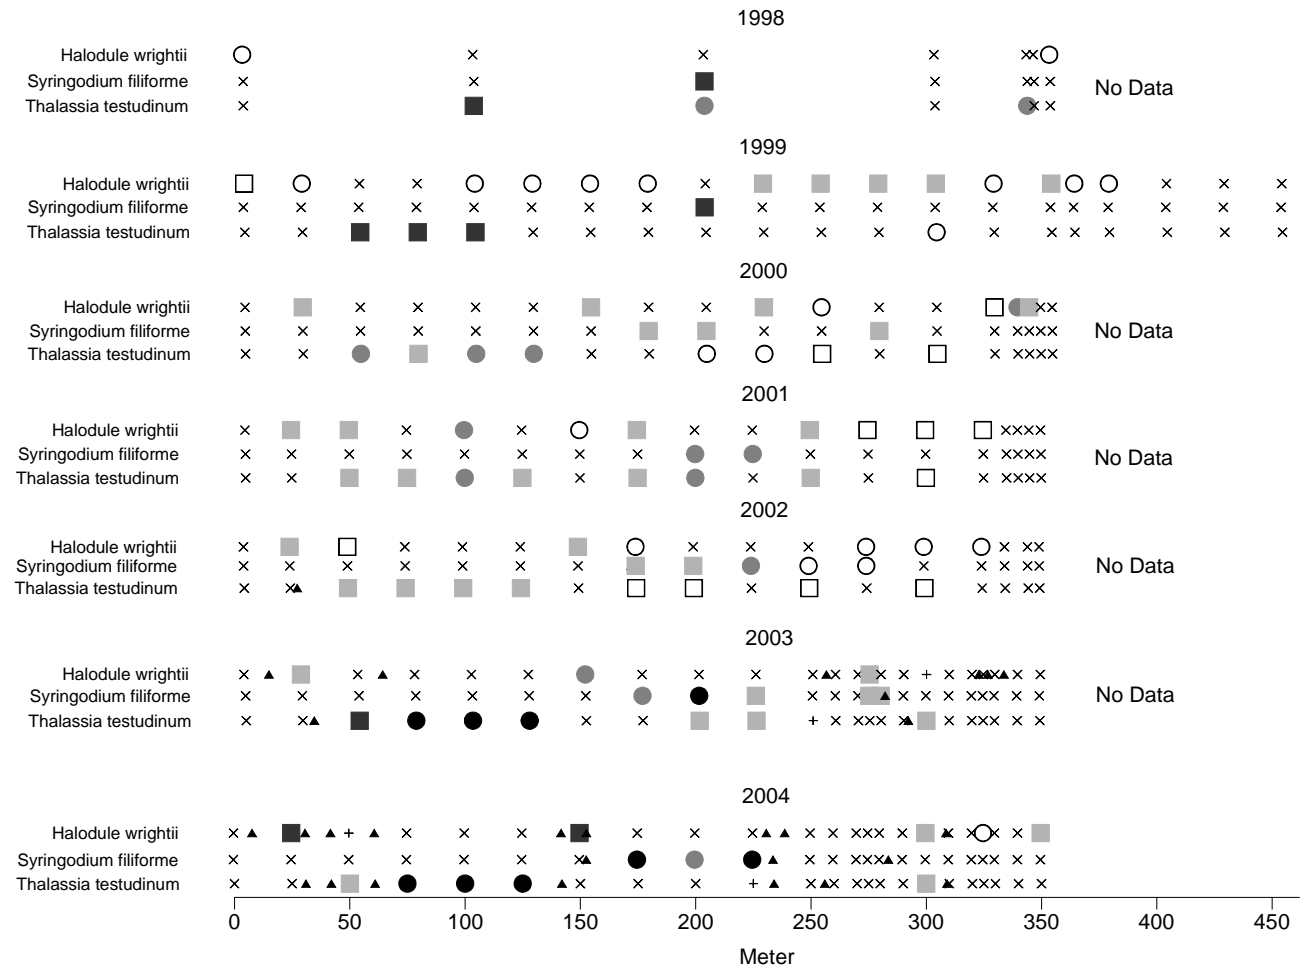 1998
Halodule wrightii
Syringodium filiforme
Thalassia testudinum
No Data
1999
Halodule wrightii
Syringodium filiforme
Thalassia testudinum
2000
Halodule wrightii
Syringodium filiforme
Thalassia testudinum
No Data
2001
Halodule wrightii
Syringodium filiforme
Thalassia testudinum
No Data
2002
Halodule wrightii
Syringodium filiforme
Thalassia testudinum
No Data
2003
Halodule wrightii
Syringodium filiforme
Thalassia testudinum
No Data
2004
Halodule wrightii
Syringodium filiforme
Thalassia testudinum
0 50 100 150 200 250 300 350 400 450
Meter